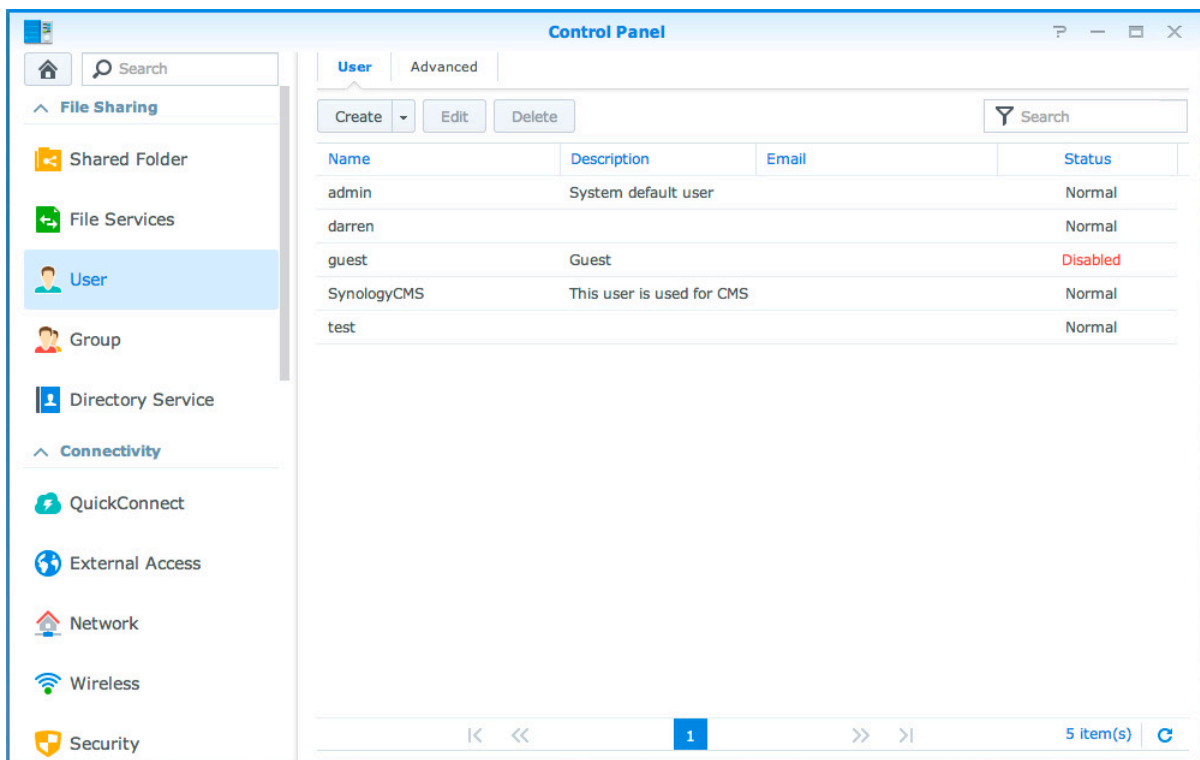 Control Panel
Search
File Sharing
Shared Folder
File Services
User
Group
Directory Service
Connectivity
QuickConnect
External Access
Network
Wireless
Security
User Advanced
Create Edit Delete Search
Name Description Email Status
admin System default user Normal
darren Normal
guest Guest Disabled
SynologyCMS This user is used for CMS Normal
test Normal
1 5 item(s)